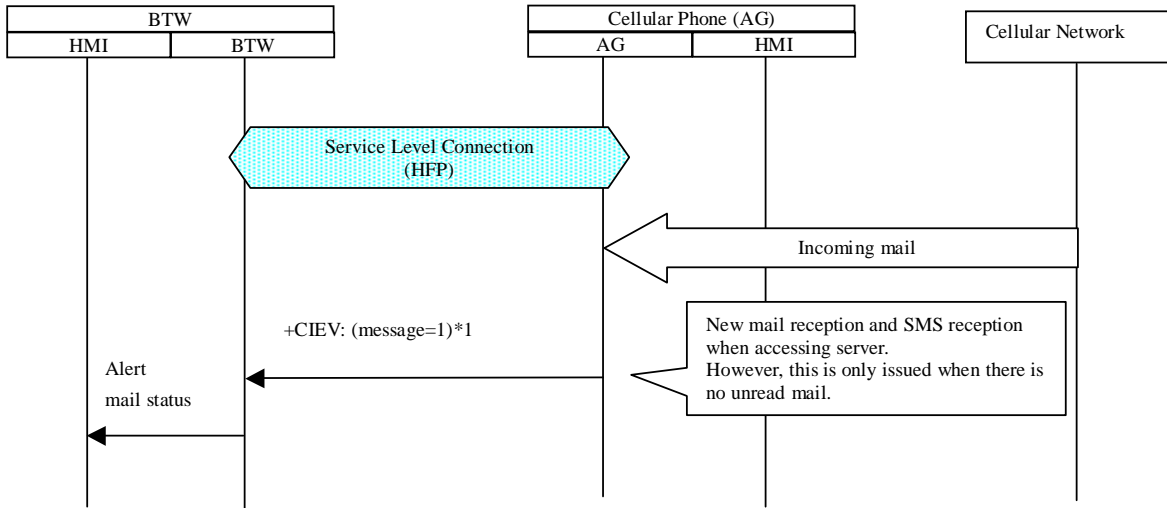 BTW
HMI
BTW
Cellular Phone (AG)
AG
HMI
Cellular Network
Service Level Connection
(HFP)
Incoming mail
+CIEV: (message=1)*1
New mail reception and SMS reception
when accessing server.
However, this is only issued when there is
no unread mail.
Alert
mail status